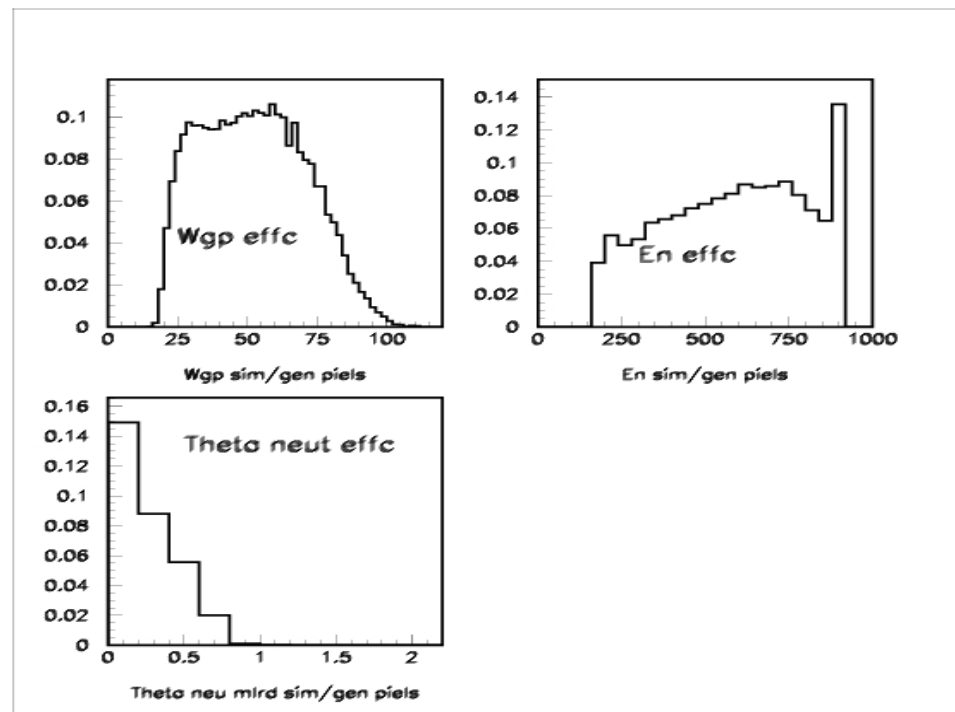 0.1
0.08
0.06
0.04
0.02
0
Wgp effc
0 25 50 75 100
Wgp sim/gen piels
0.14
0.12
0.1
0.08
0.06
0.04
0.02
0
En effc
0 250 500 750 1000
En sim/gen piels
0.16
0.14
0.12
0.1
0.08
0.06
0.04
0.02
0
Theta neut effc
0 0.5 1 1.5 2
Theta neu mlrd sim/gen piels